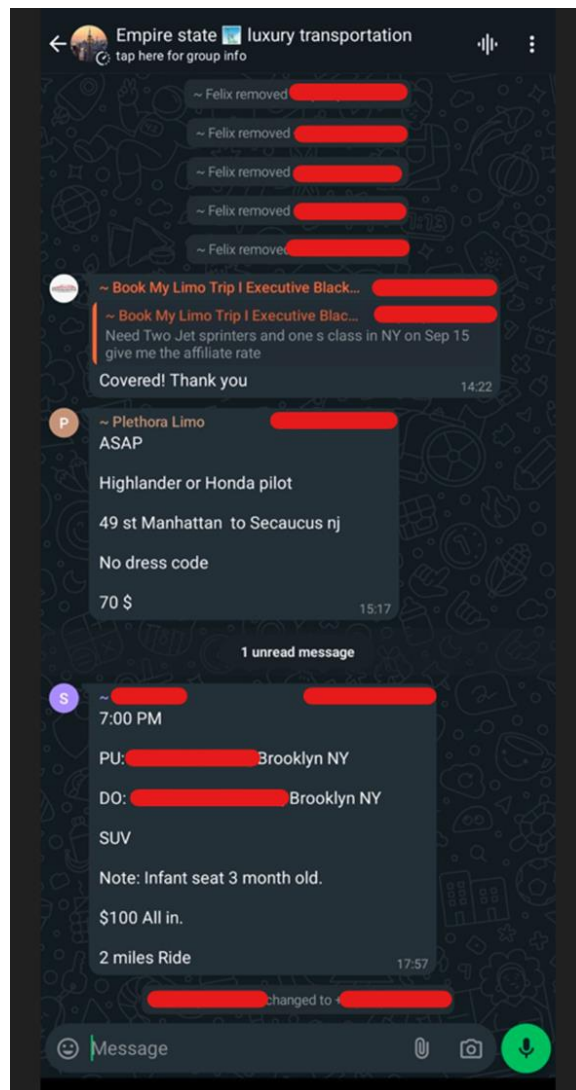 Empire state 🌆 luxury transportation
tap here for group info
~ Felix removed
~ Felix removed
~ Felix removed
~ Felix removed
~ Felix removed
~ Book My Limo Trip I Executive Black...
~ Book My Limo Trip I Executive Blac...
Need Two Jet sprinters and one s class in NY on Sep 15
give me the affiliate rate
Covered! Thank you
14:22
P
~ Plethora Limo
ASAP
Highlander or Honda pilot
49 st Manhattan to Secaucus nj
No dress code
70 $
15:17
1 unread message
S
~
7:00 PM
PU: Brooklyn NY
DO: Brooklyn NY
SUV
Note: Infant seat 3 month old.
$100 All in.
2 miles Ride
17:57
changed to +
Message